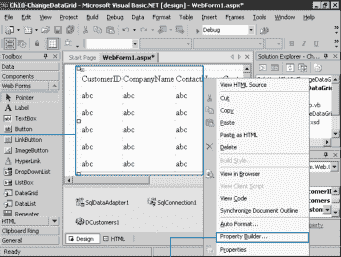 Ch10-ChangeDataGrid - Microsoft Visual Basic.NET [design] - WebForm1.aspx*
File Edit View Project Build Debug Data Format Table Insert Frames Tools Window Help
Debug
Toolbox
Start Page WebForm1.aspx*
Solution Explorer - Ch...
Data
Components
Web Forms
Pointer
Label
TextBox
Button
LinkButton
ImageButton
HyperLink
DropDownList
ListBox
DataGrid
DataList
Repeater
HTML
Clipboard Ring
General
Ready
CustomerID CompanyName Contact
abc abc abc
abc abc abc
abc abc abc
abc abc abc
abc abc abc
SqlDataAdapter1 SqlConnection1
DCustomers1
Design HTML
View HTML Source
Cut
Copy
Paste
Paste as HTML
Delete
Build Style...
View in Browser
View Client Script
View Code
Synchronize Document Outline
Auto Format...
Property Builder...
Properties